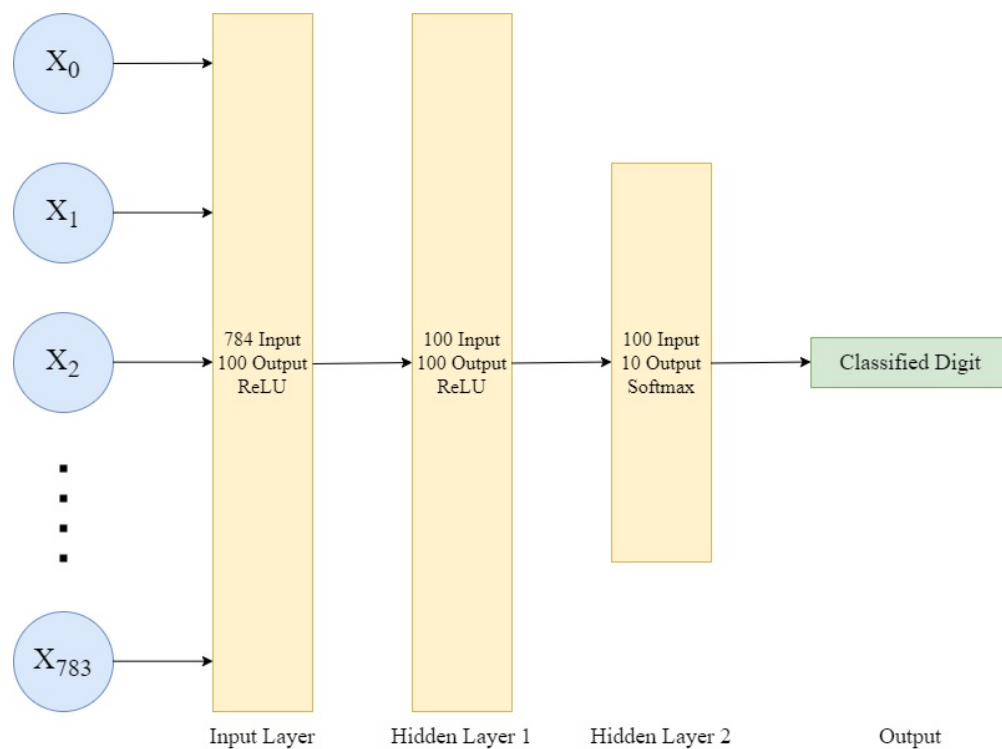 X₀
X₁
X₂
X₇₈₃
784 Input
100 Output
ReLU
100 Input
100 Output
ReLU
100 Input
10 Output
Softmax
Classified Digit
Input Layer
Hidden Layer 1
Hidden Layer 2
Output